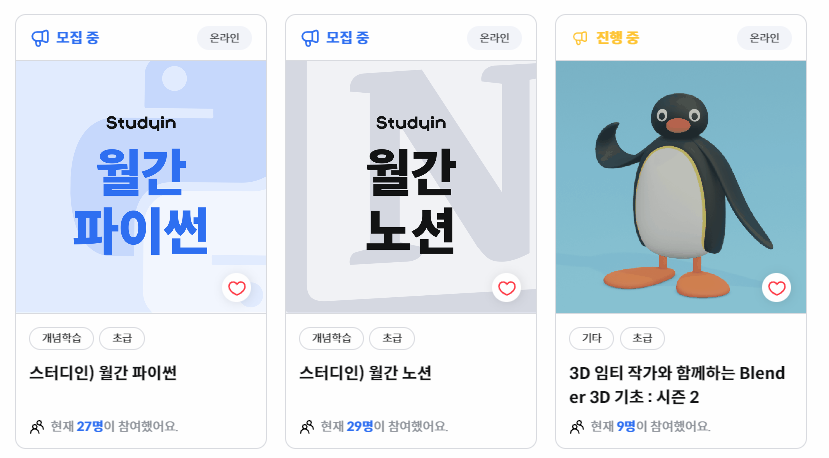 모집 중
온라인
Studyin
월간
파이썬
개념학습
초급
스터디인) 월간 파이썬
현재 27명이 참여했어요.
모집 중
온라인
Studyin
월간
노션
개념학습
초급
스터디인) 월간 노션
현재 29명이 참여했어요.
진행 중
온라인
기타
초급
3D 임티 작가와 함께하는 Blend
er 3D 기초 : 시즌 2
현재 9명이 참여했어요.